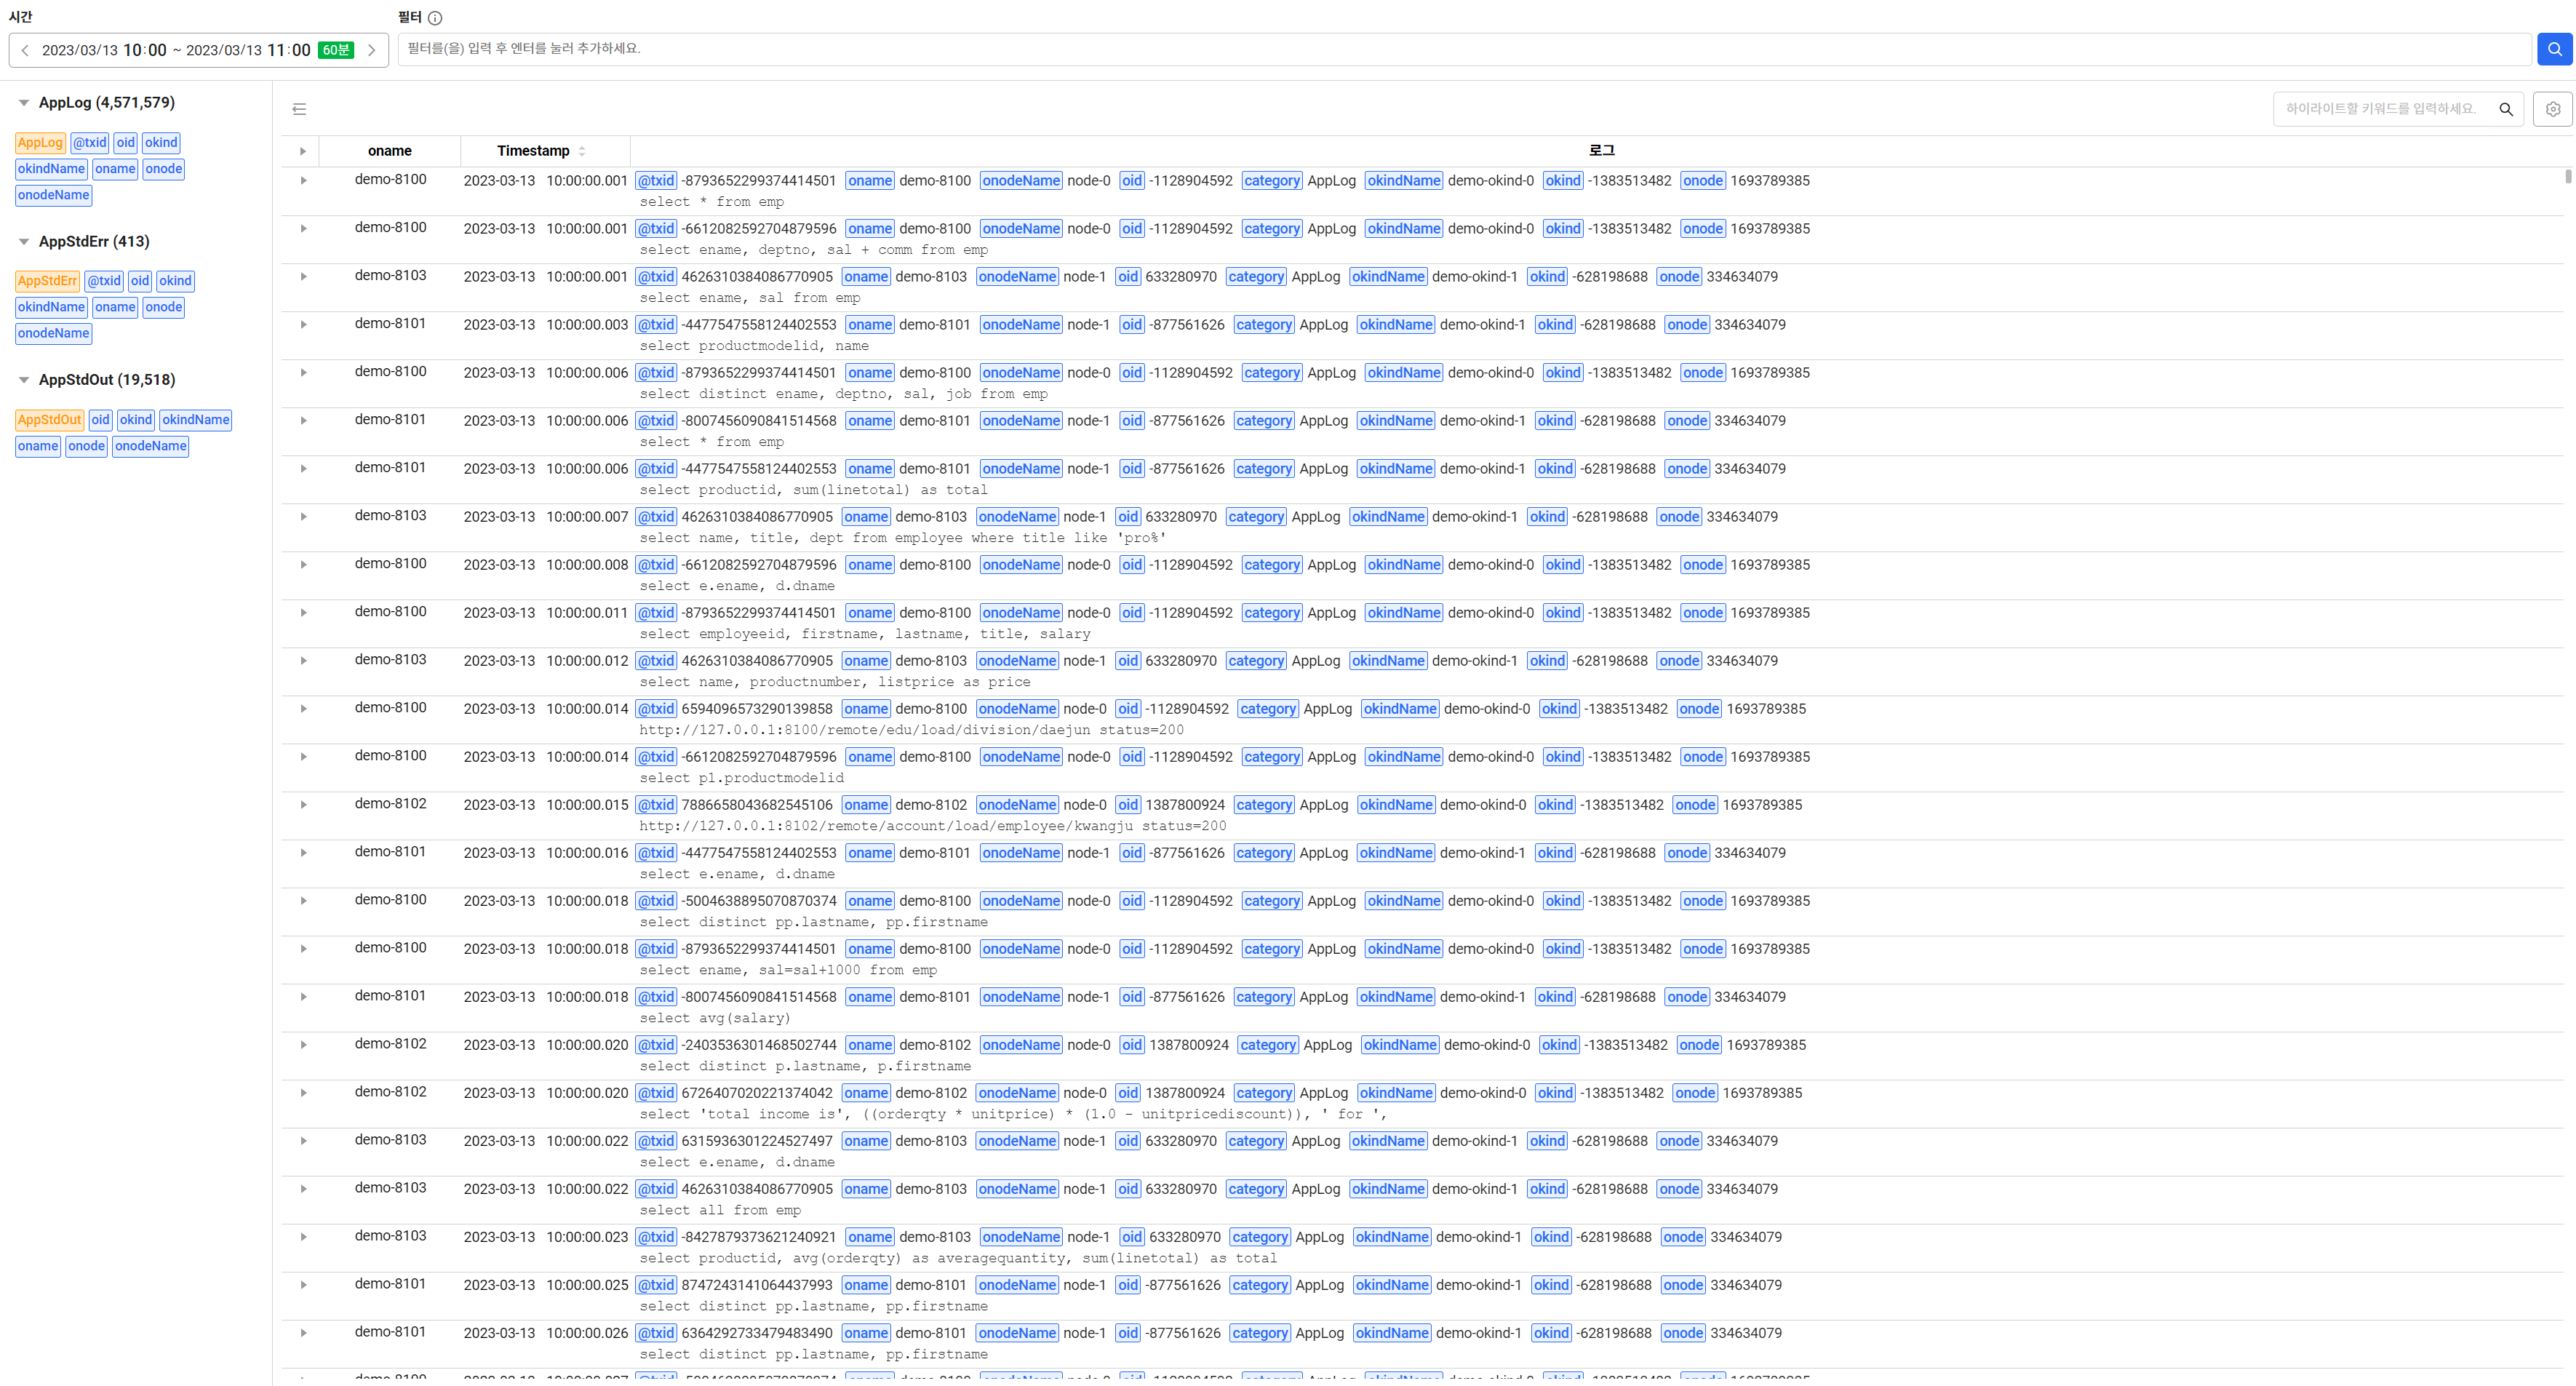 시간
필터
2023/03/13 10:00 ~ 2023/03/13 11:00 60분
필터를(을) 입력 후 엔터를 눌러 추가하세요.
AppLog (4,571,579)
AppLog @txid oid okind
okindName oname onode
onodeName
AppStdErr (413)
AppStdErr @txid oid okind
okindName oname onode
onodeName
AppStdOut (19,518)
AppStdOut oid okind okindName
oname onode onodeName
하이라이트할 키워드를 입력하세요.
oname Timestamp 로그
demo-8100 2023-03-13 10:00:00.001 @txid -8793652299374414501 oname demo-8100 onodeName node-0 oid -1128904592 category AppLog okindName demo-okind-0 okind -1383513482 onode 1693789385
select * from emp
demo-8100 2023-03-13 10:00:00.001 @txid -6612082592704879596 oname demo-8100 onodeName node-0 oid -1128904592 category AppLog okindName demo-okind-0 okind -1383513482 onode 1693789385
select ename, deptno, sal + comm from emp
demo-8103 2023-03-13 10:00:00.001 @txid 4626310384086770905 oname demo-8103 onodeName node-1 oid 633280970 category AppLog okindName demo-okind-1 okind -628198688 onode 334634079
select ename, sal from emp
demo-8101 2023-03-13 10:00:00.003 @txid -4477547558124402553 oname demo-8101 onodeName node-1 oid -877561626 category AppLog okindName demo-okind-1 okind -628198688 onode 334634079
select productmodelid, name
demo-8100 2023-03-13 10:00:00.006 @txid -8793652299374414501 oname demo-8100 onodeName node-0 oid -1128904592 category AppLog okindName demo-okind-0 okind -1383513482 onode 1693789385
select distinct ename, deptno, sal, job from emp
demo-8101 2023-03-13 10:00:00.006 @txid -8007456090841514568 oname demo-8101 onodeName node-1 oid -877561626 category AppLog okindName demo-okind-1 okind -628198688 onode 334634079
select * from emp
demo-8101 2023-03-13 10:00:00.006 @txid -4477547558124402553 oname demo-8101 onodeName node-1 oid -877561626 category AppLog okindName demo-okind-1 okind -628198688 onode 334634079
select productid, sum(linetotal) as total
demo-8103 2023-03-13 10:00:00.007 @txid 4626310384086770905 oname demo-8103 onodeName node-1 oid 633280970 category AppLog okindName demo-okind-1 okind -628198688 onode 334634079
select name, title, dept from employee where title like 'pro%'
demo-8100 2023-03-13 10:00:00.008 @txid -6612082592704879596 oname demo-8100 onodeName node-0 oid -1128904592 category AppLog okindName demo-okind-0 okind -1383513482 onode 1693789385
select e.ename, d.dname
demo-8100 2023-03-13 10:00:00.011 @txid -8793652299374414501 oname demo-8100 onodeName node-0 oid -1128904592 category AppLog okindName demo-okind-0 okind -1383513482 onode 1693789385
select employeeid, firstname, lastname, title, salary
demo-8103 2023-03-13 10:00:00.012 @txid 4626310384086770905 oname demo-8103 onodeName node-1 oid 633280970 category AppLog okindName demo-okind-1 okind -628198688 onode 334634079
select name, productnumber, listprice as price
demo-8100 2023-03-13 10:00:00.014 @txid 6594096573290139858 oname demo-8100 onodeName node-0 oid -1128904592 category AppLog okindName demo-okind-0 okind -1383513482 onode 1693789385
http://127.0.0.1:8100/remote/edu/load/division/daejun status=200
demo-8100 2023-03-13 10:00:00.014 @txid -6612082592704879596 oname demo-8100 onodeName node-0 oid -1128904592 category AppLog okindName demo-okind-0 okind -1383513482 onode 1693789385
select p1.productmodelid
demo-8102 2023-03-13 10:00:00.015 @txid 7886658043682545106 oname demo-8102 onodeName node-0 oid 1387800924 category AppLog okindName demo-okind-0 okind -1383513482 onode 1693789385
http://127.0.0.1:8102/remote/account/load/employee/kwangju status=200
demo-8101 2023-03-13 10:00:00.016 @txid -4477547558124402553 oname demo-8101 onodeName node-1 oid -877561626 category AppLog okindName demo-okind-1 okind -628198688 onode 334634079
select e.ename, d.dname
demo-8100 2023-03-13 10:00:00.018 @txid -5004638895070870374 oname demo-8100 onodeName node-0 oid -1128904592 category AppLog okindName demo-okind-0 okind -1383513482 onode 1693789385
select distinct pp.lastname, pp.firstname
demo-8100 2023-03-13 10:00:00.018 @txid -8793652299374414501 oname demo-8100 onodeName node-0 oid -1128904592 category AppLog okindName demo-okind-0 okind -1383513482 onode 1693789385
select ename, sal=sal+1000 from emp
demo-8101 2023-03-13 10:00:00.018 @txid -8007456090841514568 oname demo-8101 onodeName node-1 oid -877561626 category AppLog okindName demo-okind-1 okind -628198688 onode 334634079
select avg(salary)
demo-8102 2023-03-13 10:00:00.020 @txid -2403536301468502744 oname demo-8102 onodeName node-0 oid 1387800924 category AppLog okindName demo-okind-0 okind -1383513482 onode 1693789385
select distinct p.lastname, p.firstname
demo-8102 2023-03-13 10:00:00.020 @txid 6726407020221374042 oname demo-8102 onodeName node-0 oid 1387800924 category AppLog okindName demo-okind-0 okind -1383513482 onode 1693789385
select 'total income is', ((orderqty * unitprice) * (1.0 - unitpricediscount)), ' for ',
demo-8103 2023-03-13 10:00:00.022 @txid 6315936301224527497 oname demo-8103 onodeName node-1 oid 633280970 category AppLog okindName demo-okind-1 okind -628198688 onode 334634079
select e.ename, d.dname
demo-8103 2023-03-13 10:00:00.022 @txid 4626310384086770905 oname demo-8103 onodeName node-1 oid 633280970 category AppLog okindName demo-okind-1 okind -628198688 onode 334634079
select all from emp
demo-8103 2023-03-13 10:00:00.023 @txid -8427879373621240921 oname demo-8103 onodeName node-1 oid 633280970 category AppLog okindName demo-okind-1 okind -628198688 onode 334634079
select productid, avg(orderqty) as averagequantity, sum(linetotal) as total
demo-8101 2023-03-13 10:00:00.025 @txid 8747243141064437993 oname demo-8101 onodeName node-1 oid -877561626 category AppLog okindName demo-okind-1 okind -628198688 onode 334634079
select distinct pp.lastname, pp.firstname
demo-8101 2023-03-13 10:00:00.026 @txid 6364292733479483490 oname demo-8101 onodeName node-1 oid -877561626 category AppLog okindName demo-okind-1 okind -628198688 onode 334634079
select distinct pp.lastname, pp.firstname